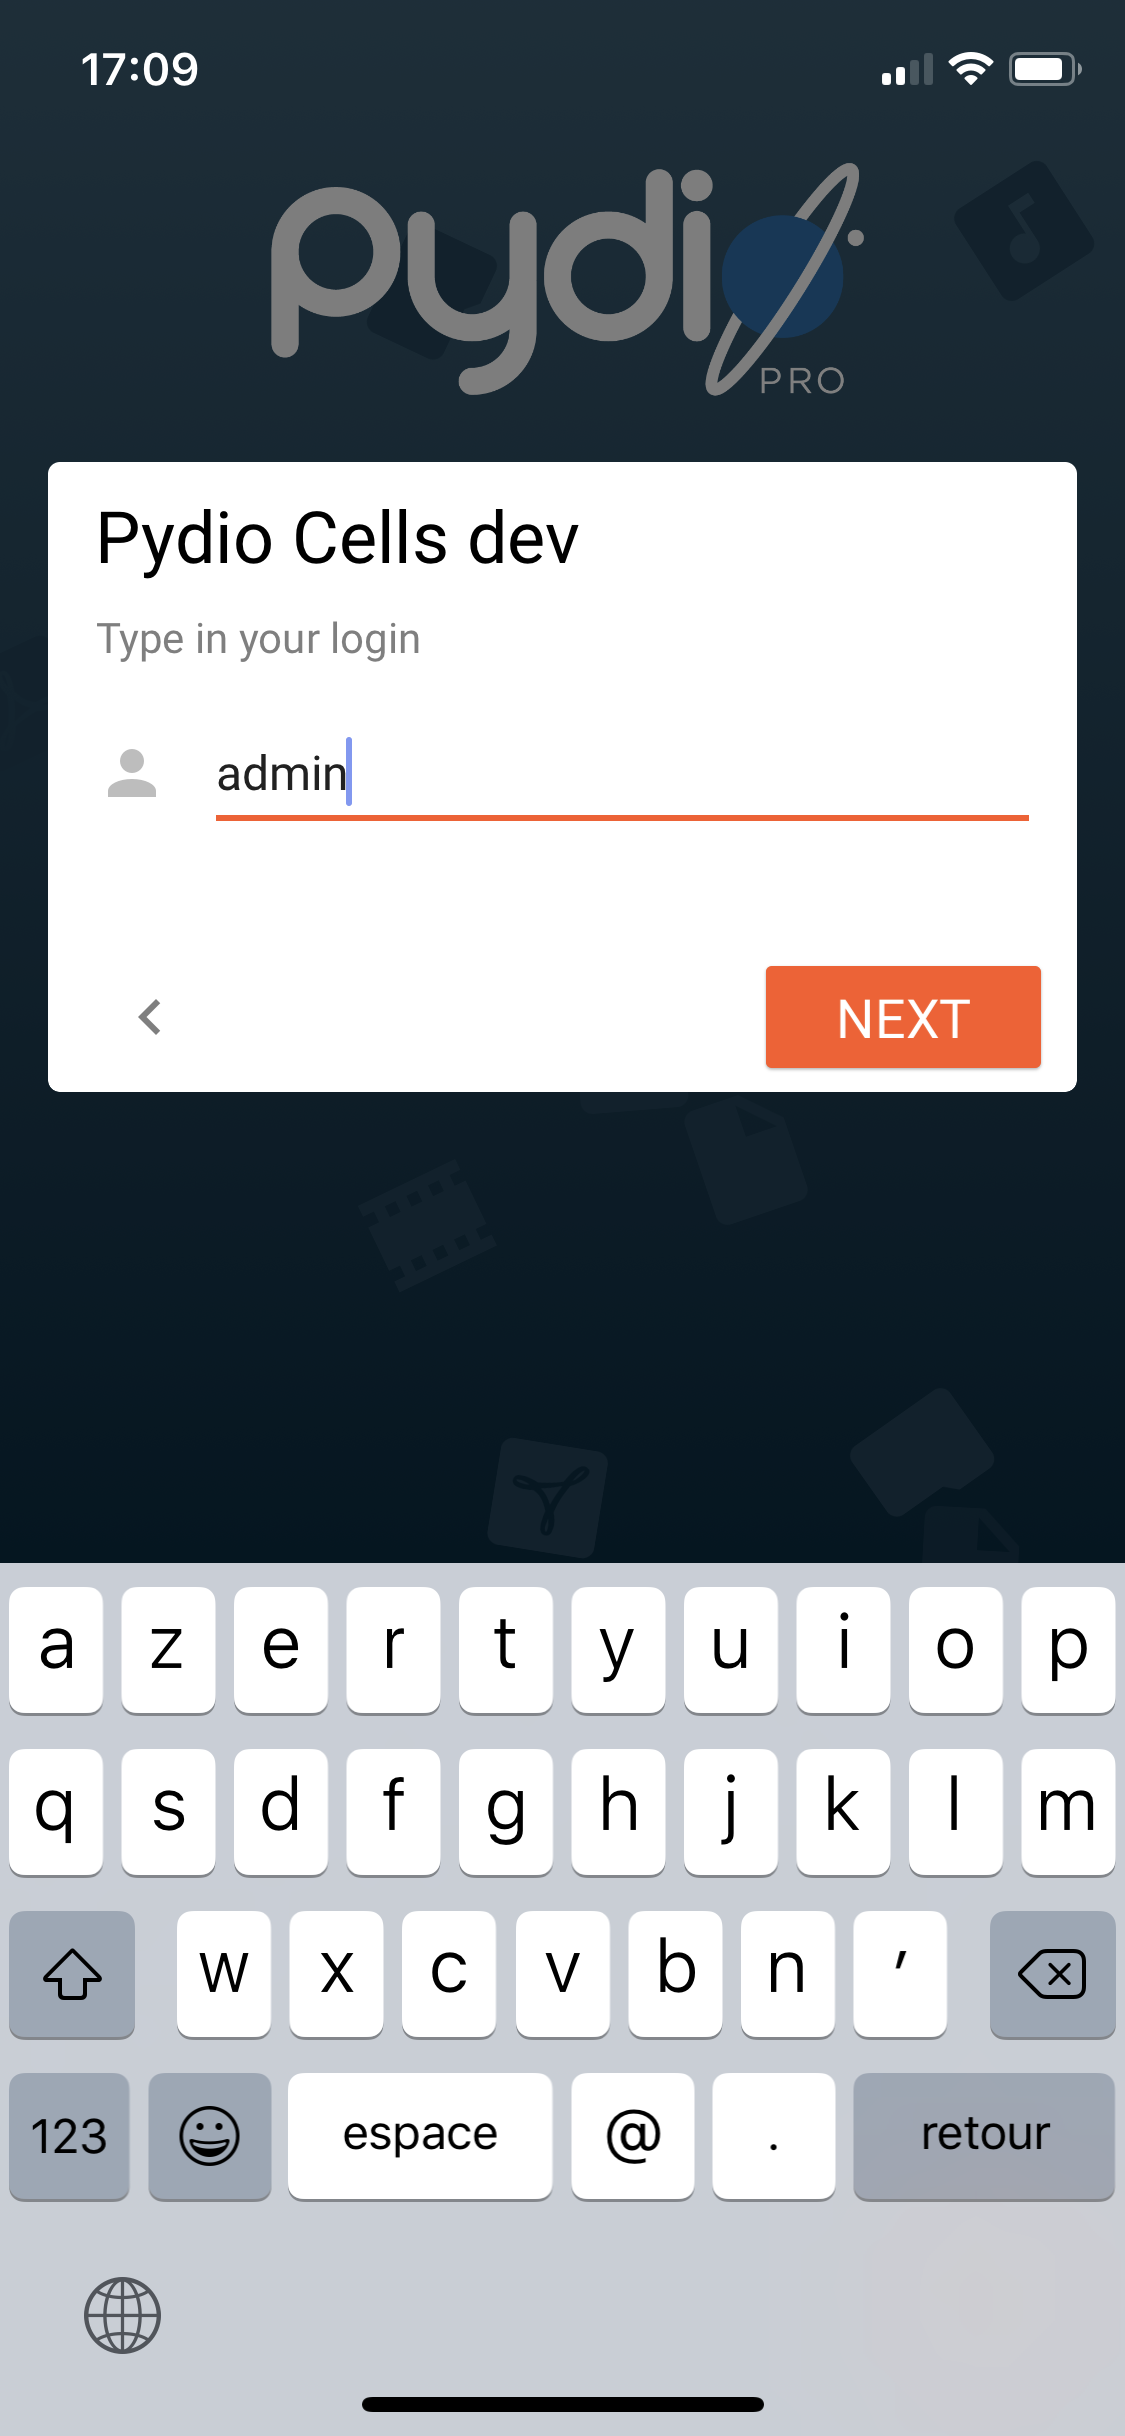 17:09
pydio
PRO
Pydio Cells dev
Type in your login
admin
NEXT
a z e r t y u i o p
q s d f g h j k l m
w x c v b n ′
123 espace @ . retour